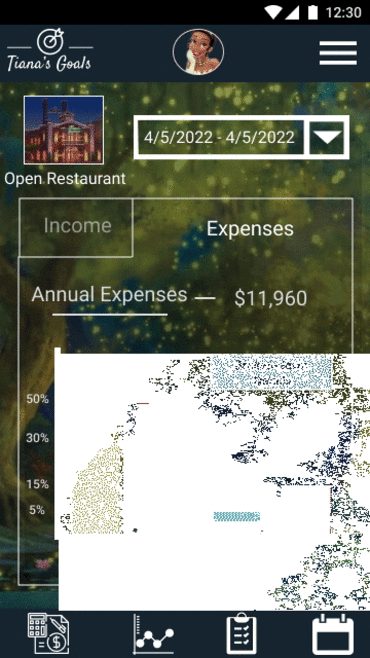 12:30
Tiana's Goals
4/5/2022 - 4/5/2022
Open Restaurant
Income
Expenses
Annual Expenses — $11,960
50%
30%
15%
5%